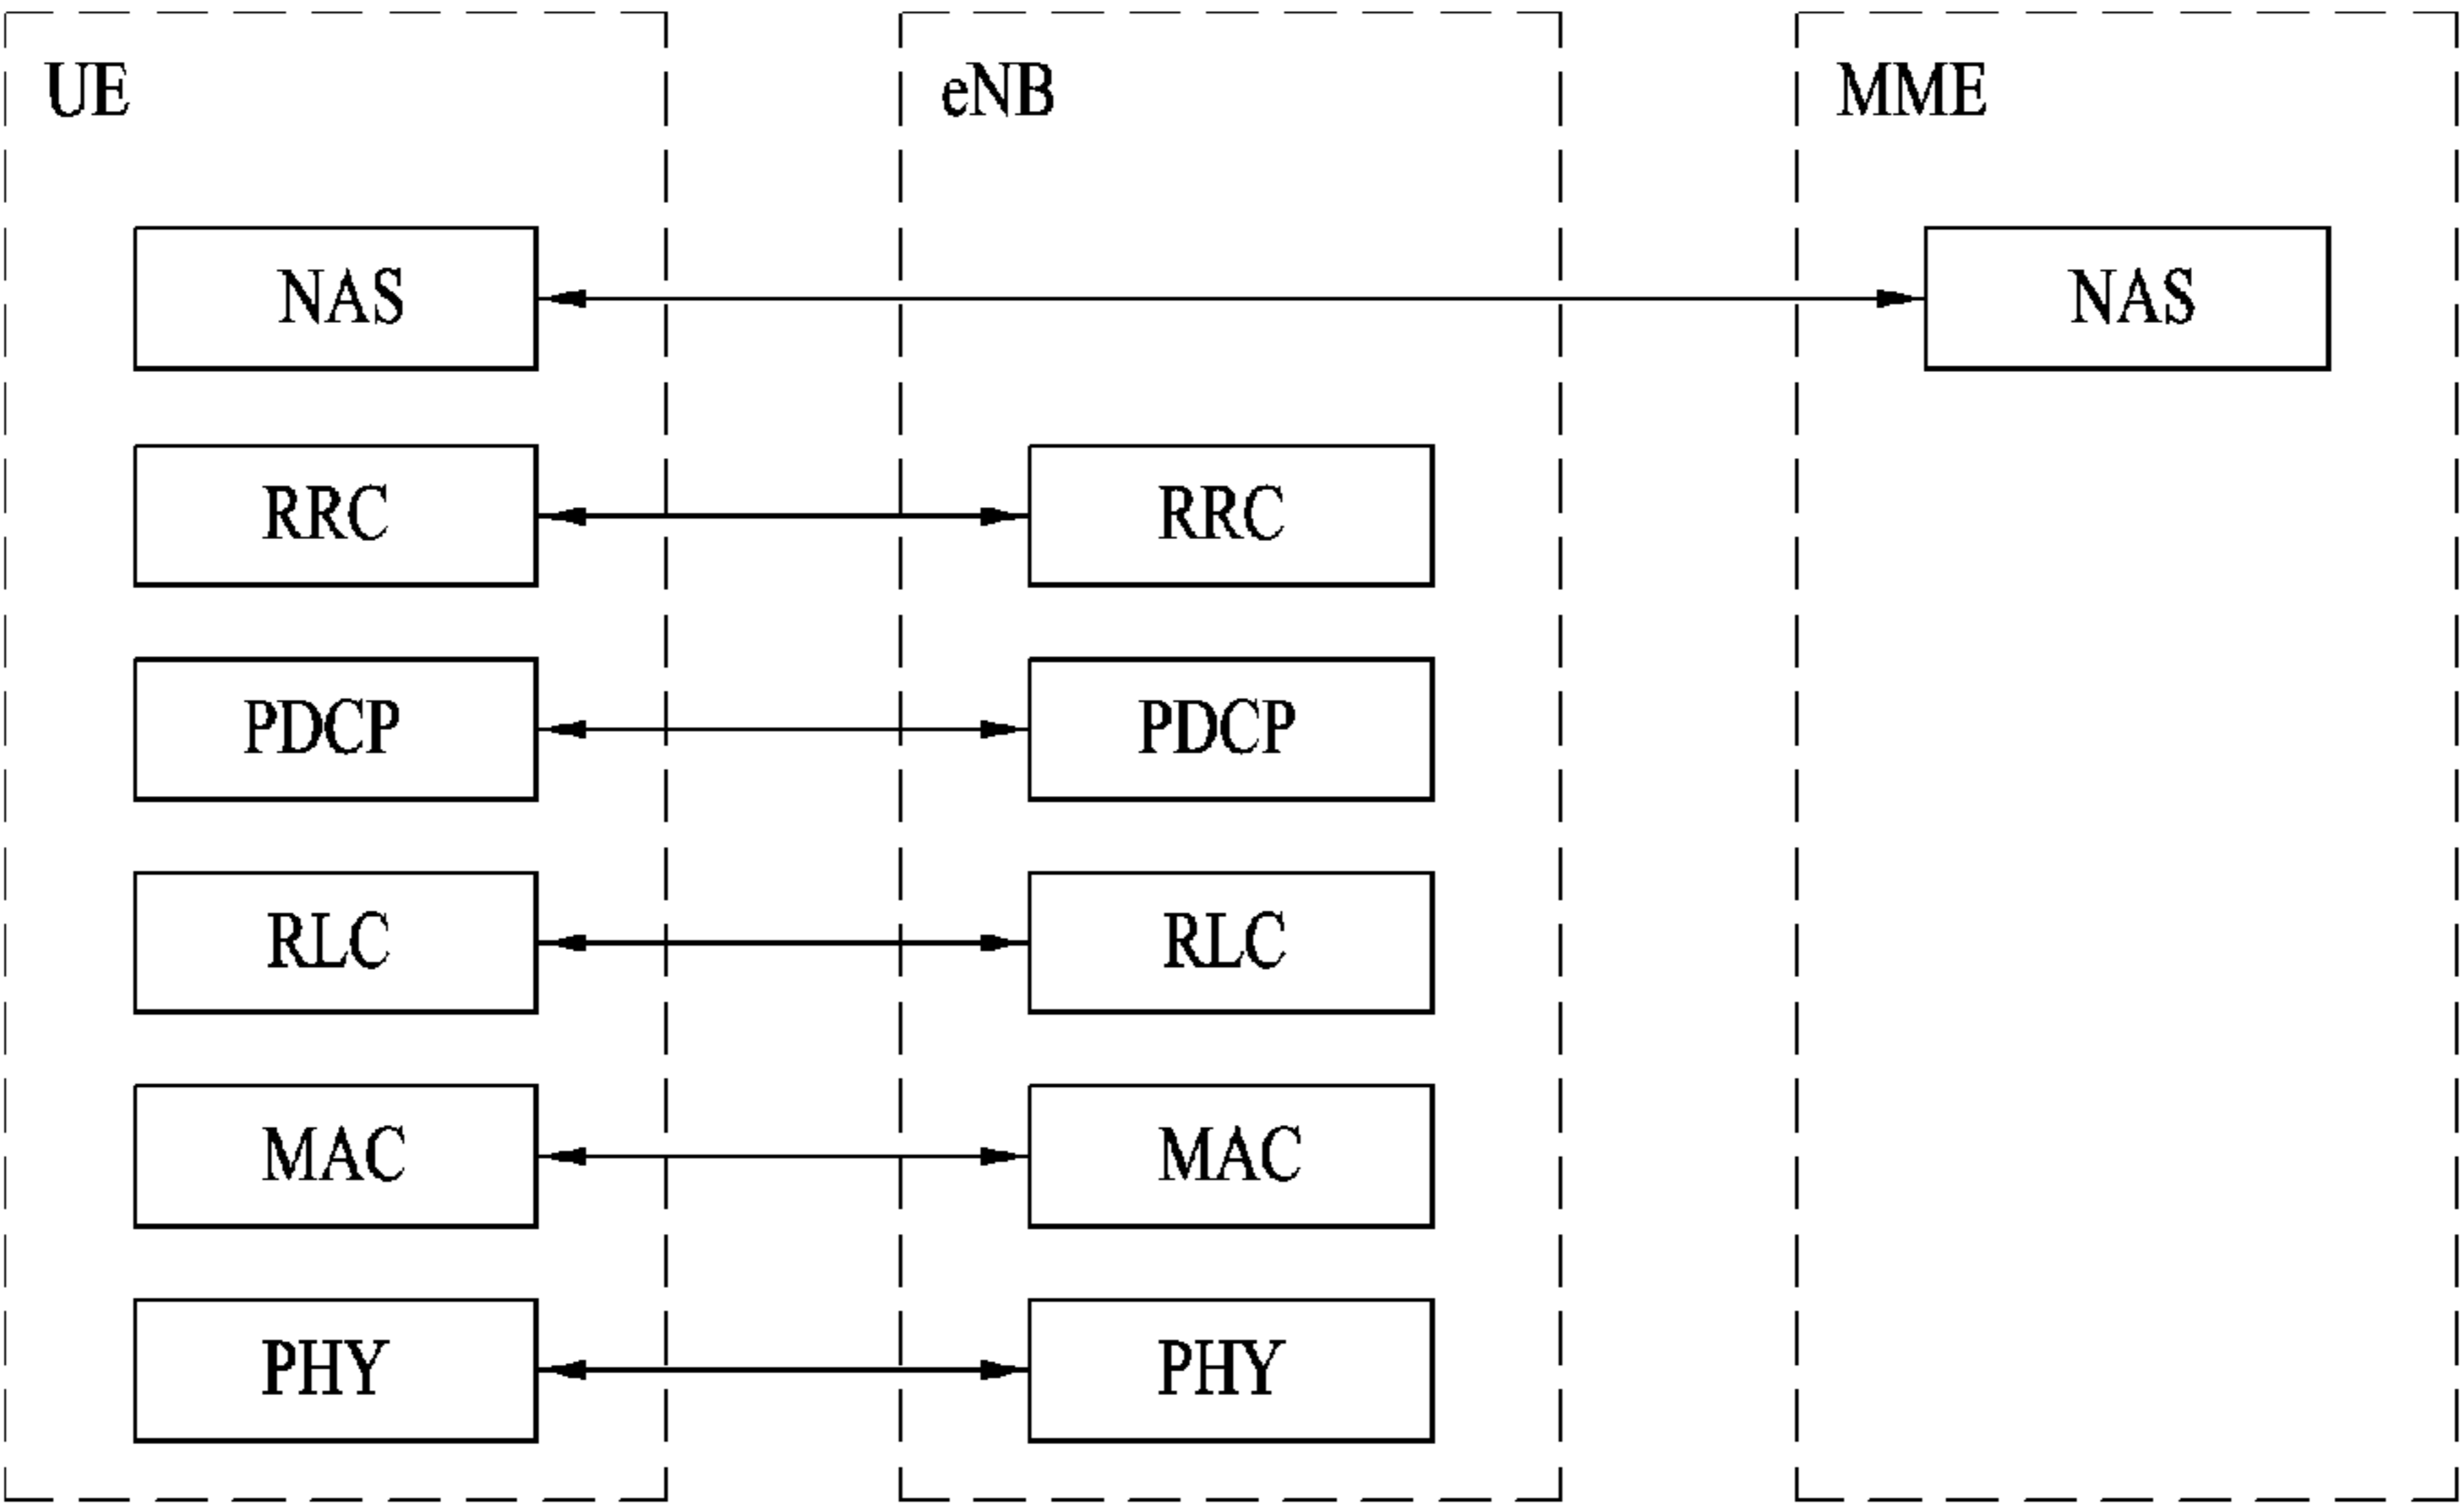 UE
eNB
MME
NAS
NAS
RRC
RRC
PDCP
PDCP
RLC
RLC
MAC
MAC
PHY
PHY